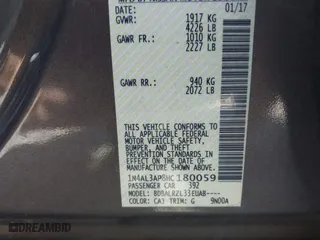 DATE: 01/17
GVWR: 1917 KG
4226 LB
GAWR FR: 1010 KG
2227 LB
GAWR RR: 940 KG
2072 LB
THIS VEHICLE CONFORMS TO ALL
APPLICABLE FEDERAL MOTOR VEHICLE SAFETY,
BUMPER, AND THEFT PREVENTION
STANDARDS IN EFFECT ON THE DATE OF
MANUFACTURE SHOWN ABOVE.
1N4AL3AP8HC180059
PASSENGER CAR 392
MODEL: BDBALRZL33EUAB----
COLOR: CAJ TRIM: G 9N00A